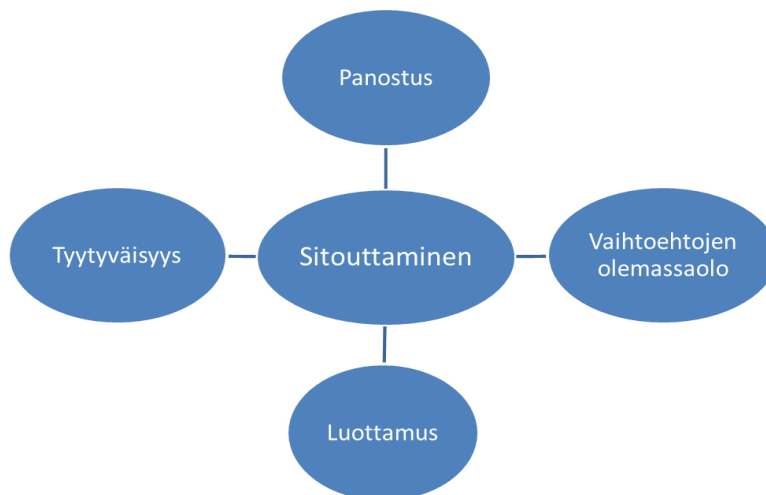 Panostus
Tyytyväisyys
Sitouttaminen
Vaihtoehtojen
olemassaolo
Luottamus